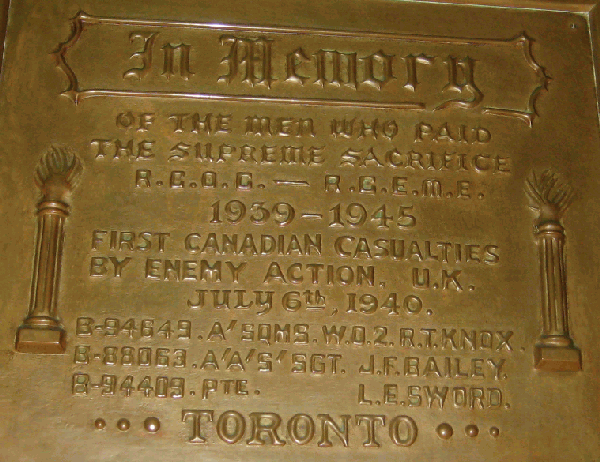 In Memory
OF THE MEN WHO PAID
THE SUPREME SACRIFICE
R.C.O.C. — R.C.E.M.E.
1939-1945
FIRST CANADIAN CASUALTIES
BY ENEMY ACTION, U.K.
JULY 6th, 1940.
B-94649. A'SQMS. W.O.2. R.T. KNOX.
B-88063. A'A'S'SGT. J.F. BAILEY.
B-94409. PTE. L.E. SWORD.
••• TORONTO •••